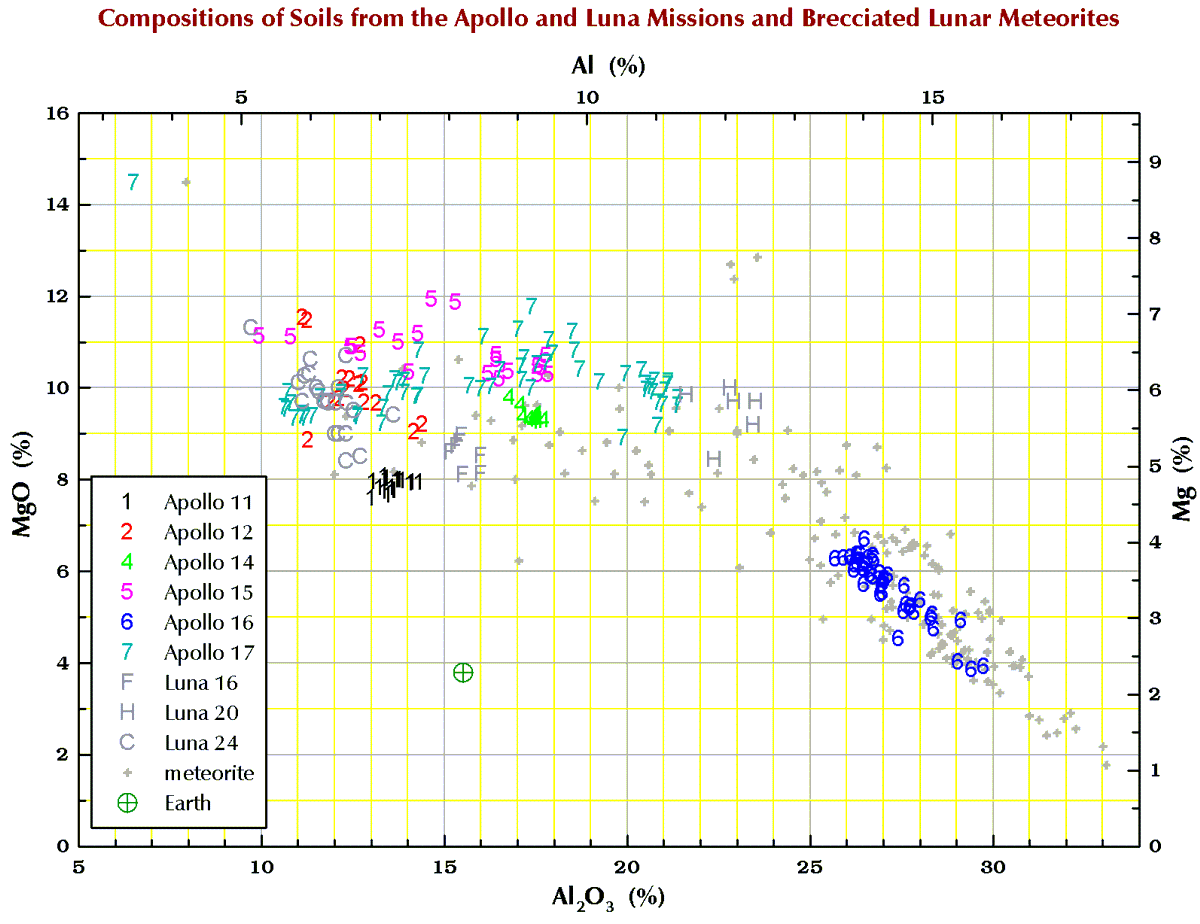 Compositions of Soils from the Apollo and Luna Missions and Brecciated Lunar Meteorites
Al (%)
5 10 15
16
14
12
10
8
6
4
2
0
MgO (%)
9
8
7
6
5
4
3
2
1
0
Mg (%)
1 Apollo 11
2 Apollo 12
4 Apollo 14
5 Apollo 15
6 Apollo 16
7 Apollo 17
F Luna 16
H Luna 20
C Luna 24
meteorite
Earth
5 10 15 20 25 30
Al₂O₃ (%)